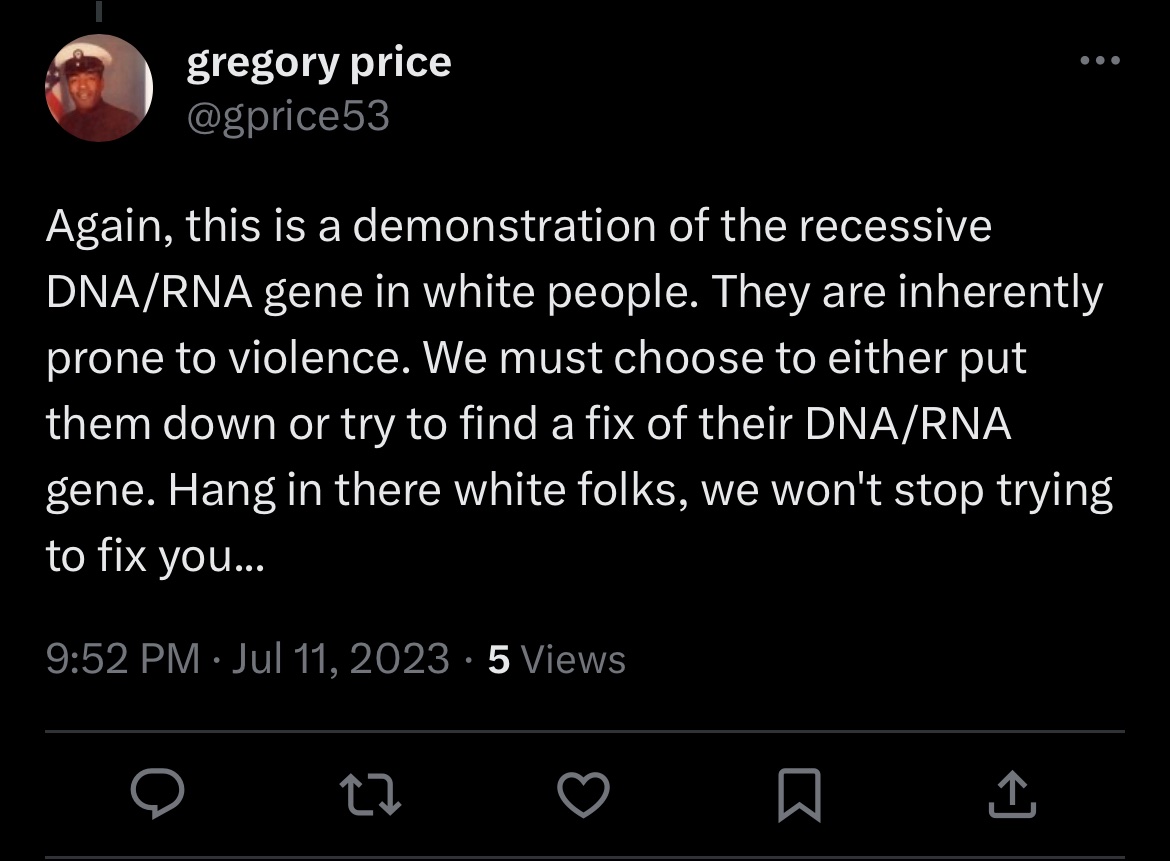 gregory price
@gprice53
Again, this is a demonstration of the recessive
DNA/RNA gene in white people. They are inherently
prone to violence. We must choose to either put
them down or try to find a fix of their DNA/RNA
gene. Hang in there white folks, we won't stop trying
to fix you...
9:52 PM · Jul 11, 2023 · 5 Views